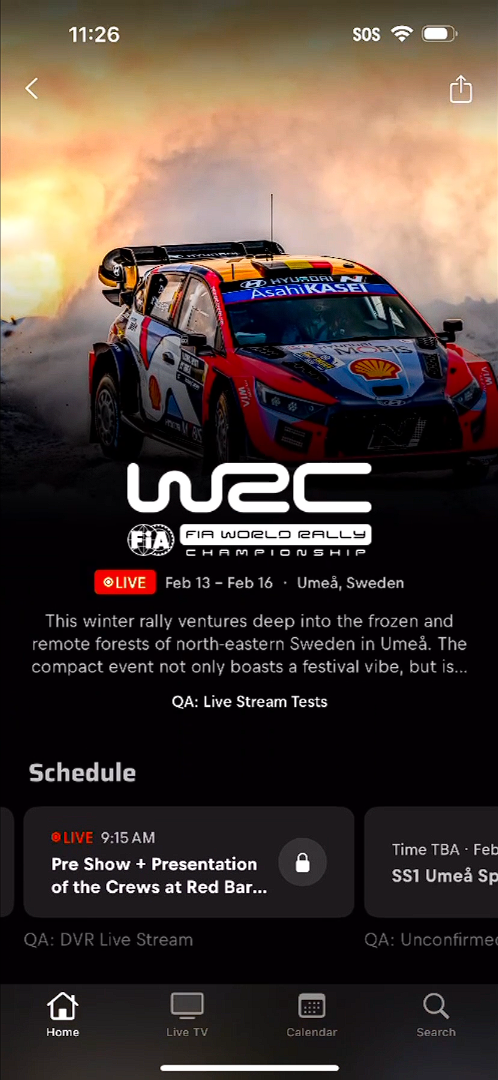 11:26
SOS
HYUNDAI N
AsahiKASEI
MOBIS
WRC
FIA FIA WORLD RALLY
CHAMPIONSHIP
LIVE Feb 13 – Feb 16 · Umeå, Sweden
This winter rally ventures deep into the frozen and
remote forests of north-eastern Sweden in Umeå. The
compact event not only boasts a festival vibe, but is...
QA: Live Stream Tests
Schedule
LIVE 9:15 AM
Pre Show + Presentation
of the Crews at Red Bar...
QA: DVR Live Stream
Time TBA · Feb
SS1 Umeå Sp
QA: Unconfirme
Home
Live TV
Calendar
Search